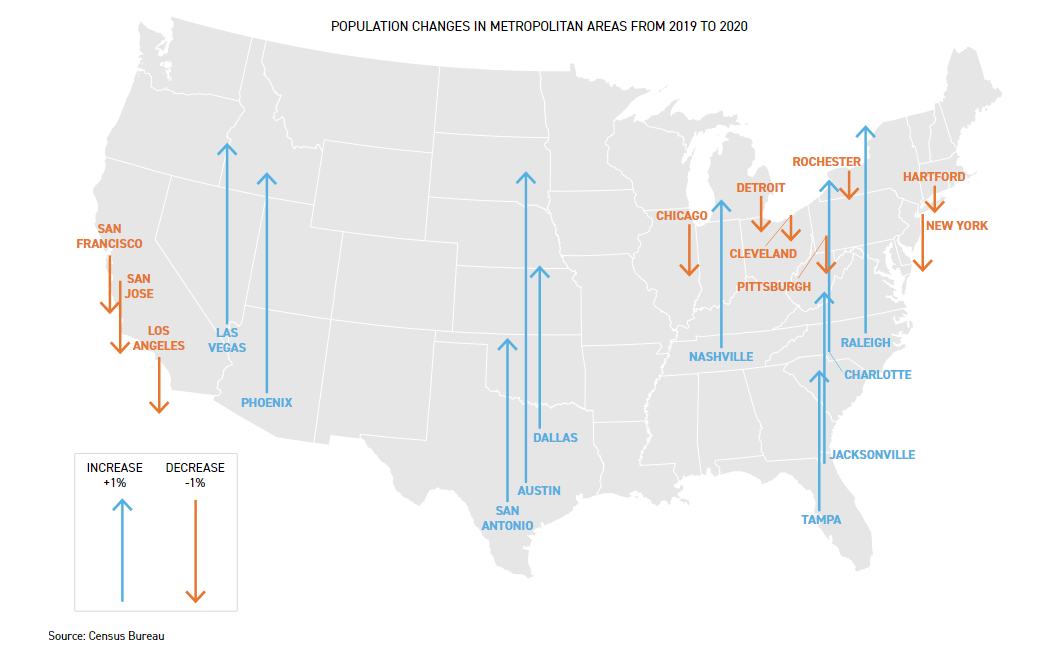 POPULATION CHANGES IN METROPOLITAN AREAS FROM 2019 TO 2020
ROCHESTER
HARTFORD
DETROIT
CHICAGO
NEW YORK
SAN
FRANCISCO
CLEVELAND
SAN
JOSE
PITTSBURGH
LOS
ANGELES
LAS
VEGAS
RALEIGH
NASHVILLE
CHARLOTTE
PHOENIX
DALLAS
JACKSONVILLE
AUSTIN
SAN
ANTONIO
TAMPA
INCREASE
+1%
DECREASE
-1%
Source: Census Bureau